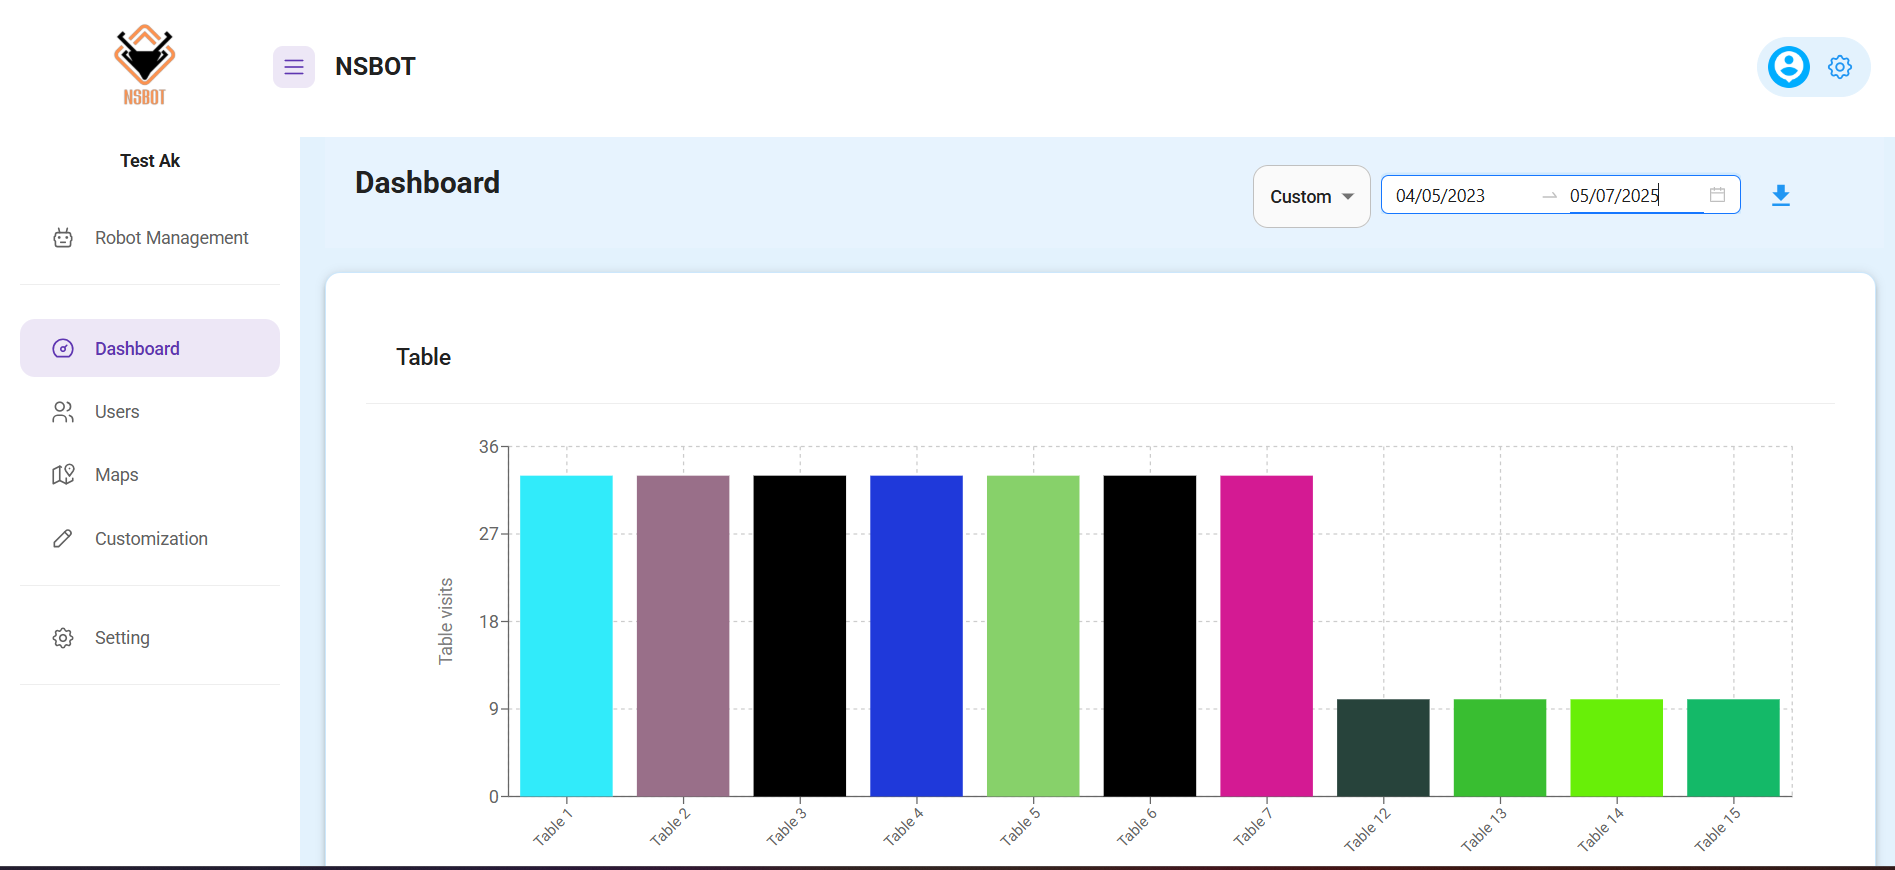 NSBOT
NSBOT
Test Ak
Robot Management
Dashboard
Users
Maps
Customization
Setting
Dashboard
Custom
04/05/2023
05/07/2025
Table
36
27
18
9
0
Table visits
Table 1
Table 2
Table 3
Table 4
Table 5
Table 6
Table 7
Table 12
Table 13
Table 14
Table 15